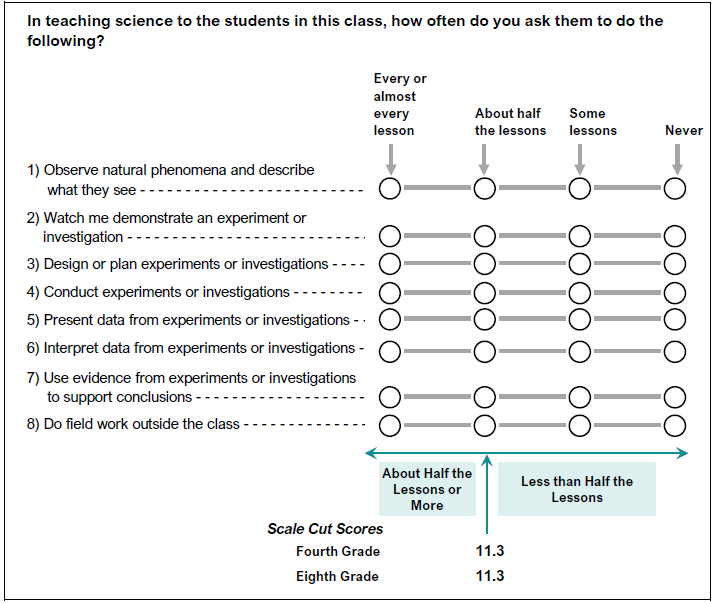 In teaching science to the students in this class, how often do you ask them to do the
following?
Every or
almost
every
lesson
About half
the lessons
Some
lessons
Never
1) Observe natural phenomena and describe
what they see - - - - - - - - - - - - - - - - - - - - - - - - -
2) Watch me demonstrate an experiment or
investigation - - - - - - - - - - - - - - - - - - - - - - - - - - -
3) Design or plan experiments or investigations - - - -
4) Conduct experiments or investigations - - - - - - - -
5) Present data from experiments or investigations - -
6) Interpret data from experiments or investigations -
7) Use evidence from experiments or investigations
to support conclusions - - - - - - - - - - - - - - - - - - -
8) Do field work outside the class - - - - - - - - - - - - - -
About Half the
Lessons or
More
Less than Half the
Lessons
Scale Cut Scores
Fourth Grade 11.3
Eighth Grade 11.3